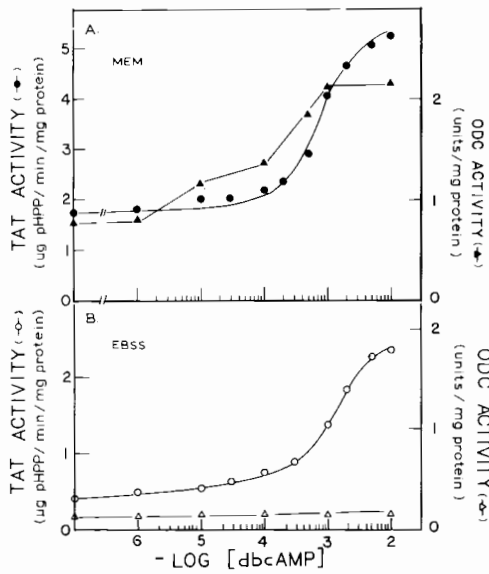 A.
MEM
TAT ACTIVITY (-●-)
(ug pHPP/ min / mg protein)
5
4
3
2
1
0
2
1
0
ODC ACTIVITY (-▲-)
(units / mg protein)
B.
EBSS
TAT ACTIVITY (-○-)
(ug pHPP/ min / mg protein)
2
1
0
2
1
0
ODC ACTIVITY (-△-)
(units / mg protein)
6 5 4 3 2
- LOG [dbcAMP]